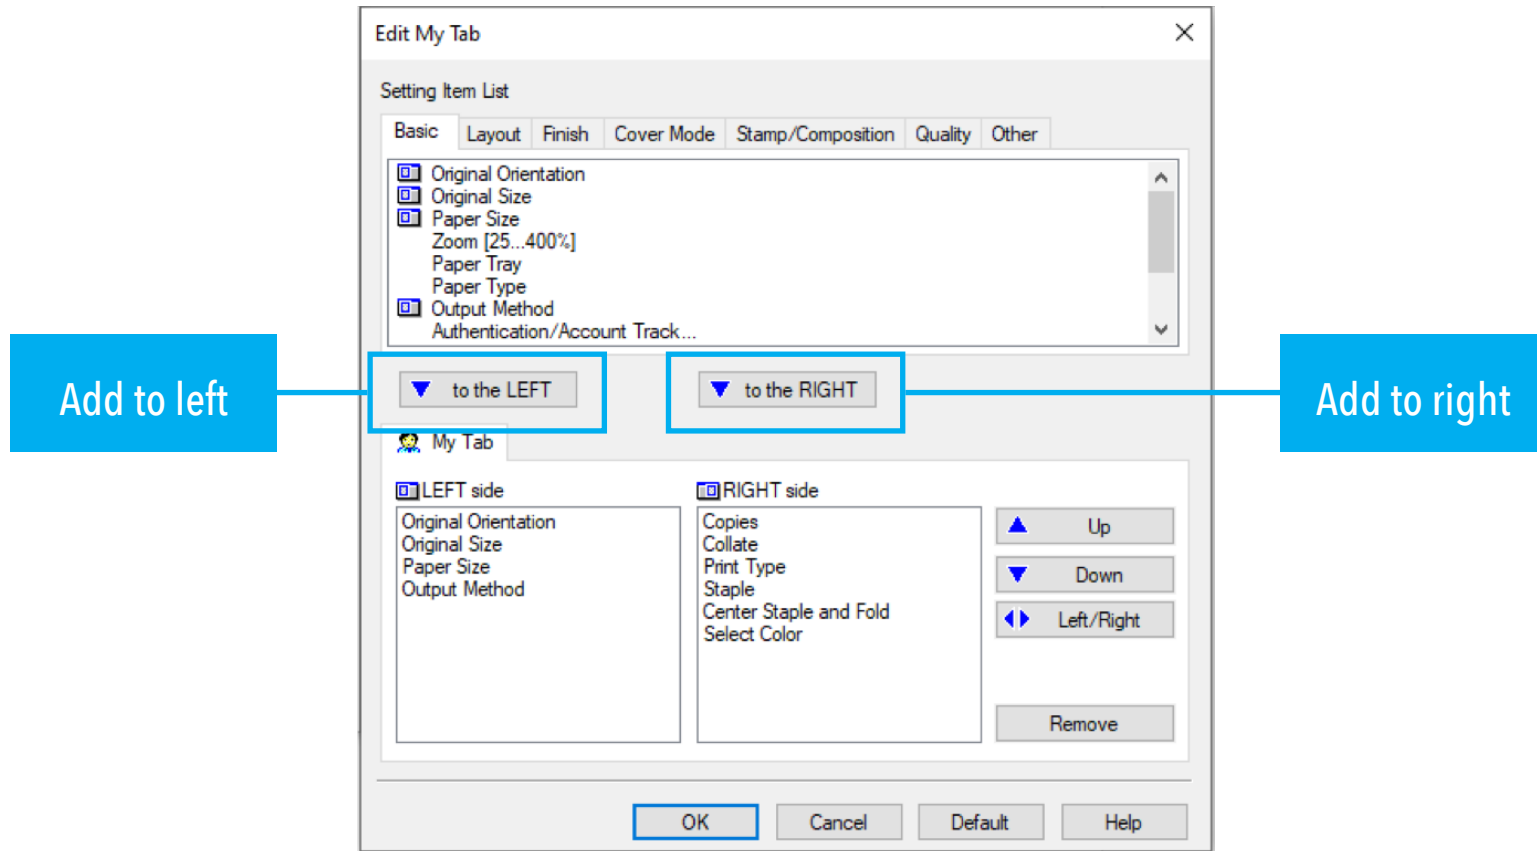 Edit My Tab
Setting Item List
Basic Layout Finish Cover Mode Stamp/Composition Quality Other
Original Orientation
Original Size
Paper Size
Zoom [25...400%]
Paper Tray
Paper Type
Output Method
Authentication/Account Track...
Add to left
to the LEFT
to the RIGHT
Add to right
My Tab
LEFT side
Original Orientation
Original Size
Paper Size
Output Method
RIGHT side
Copies
Collate
Print Type
Staple
Center Staple and Fold
Select Color
Up
Down
Left/Right
Remove
OK Cancel Default Help